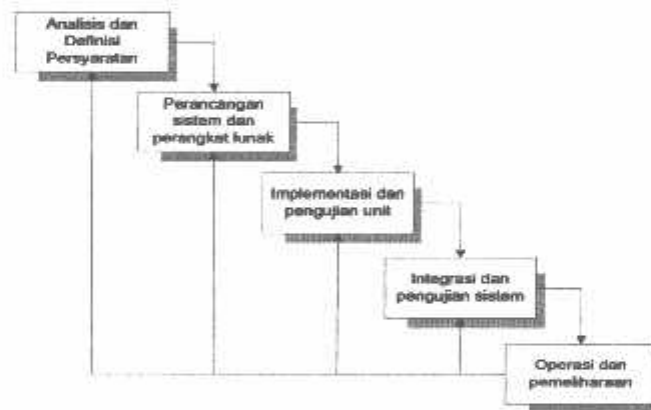 Analisis dan
Definisi
Persyaratan
Perancangan
sistem dan
perangkat lunak
Implementasi dan
pengujian unit
Integrasi dan
pengujian sistem
Operasi dan
pemeliharaan